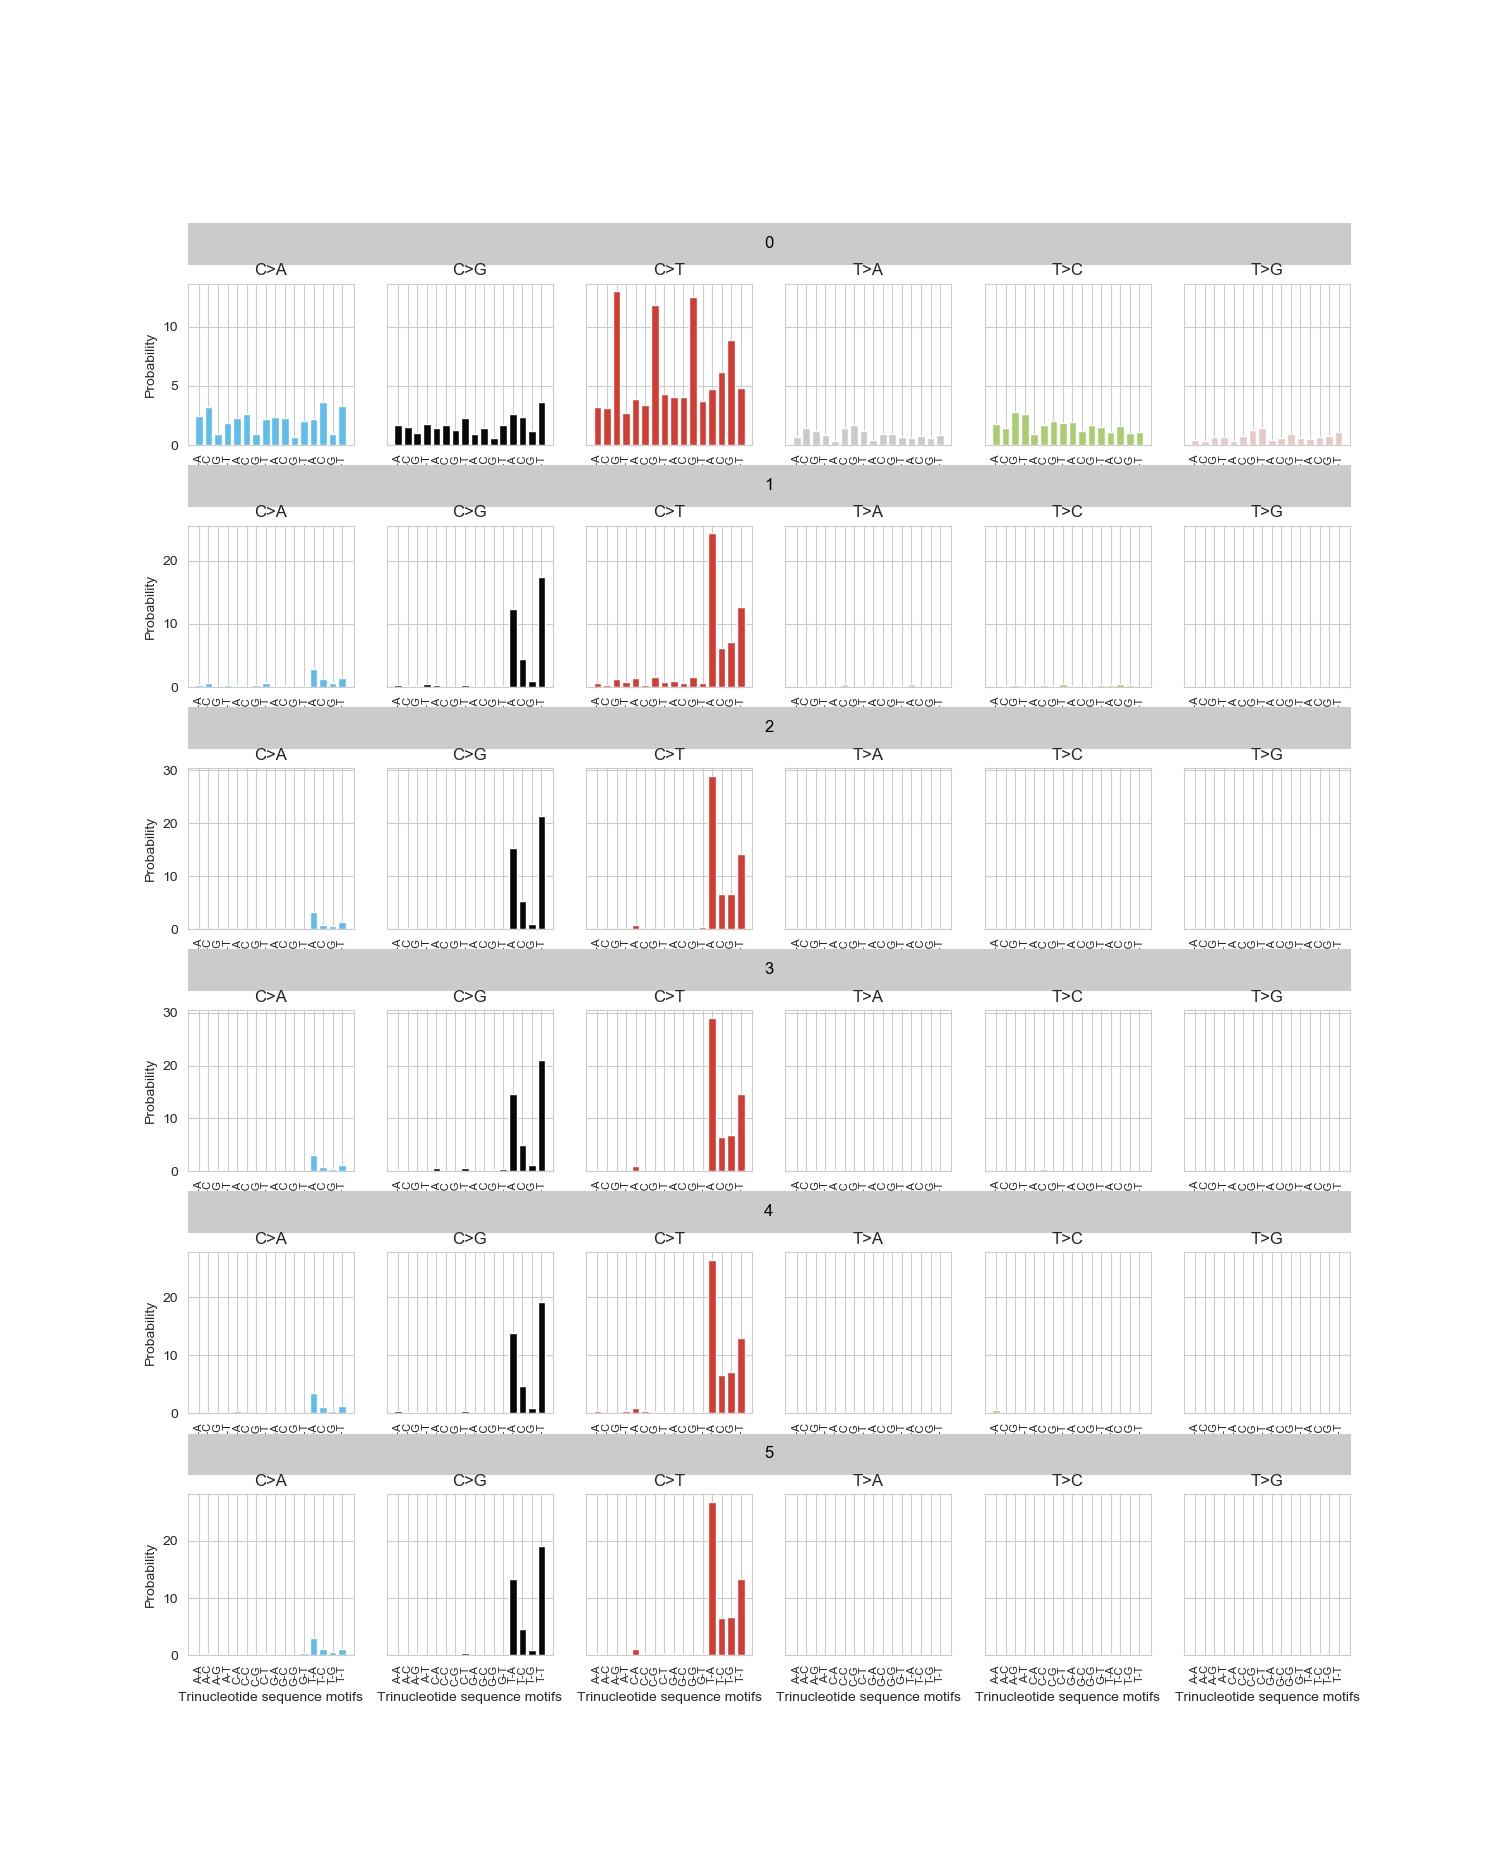 0
C>A C>G C>T T>A T>C T>G
Probability
10
5
0
-A -C G -T A -C G -T A C G -T A C G -T
1
C>A C>G C>T T>A T>C T>G
Probability
20
10
0
2
C>A C>G C>T T>A T>C T>G
Probability
30
20
10
0
3
C>A C>G C>T T>A T>C T>G
Probability
30
20
10
0
4
C>A C>G C>T T>A T>C T>G
Probability
20
10
0
5
C>A C>G C>T T>A T>C T>G
Probability
20
10
0
A-A A-C A-G A-T C-A C-C C-G C-T G-A G-C G-G G-T T-A T-C T-G T-T
A-A A-C A-G A-T C-A C-C C-G C-T G-A G-C G-G G-T T-A T-C T-G T-T
A-A A-C A-G A-T C-A C-C C-G C-T G-A G-C G-G G-T T-A T-C T-G T-T
A-A A-C A-G A-T C-A C-C C-G C-T G-A G-C G-G G-T T-A T-C T-G T-T
A-A A-C A-G A-T C-A C-C C-G C-T G-A G-C G-G G-T T-A T-C T-G T-T
A-A A-C A-G A-T C-A C-C C-G C-T G-A G-C G-G G-T T-A T-C T-G T-T
Trinucleotide sequence motifs Trinucleotide sequence motifs Trinucleotide sequence motifs Trinucleotide sequence motifs Trinucleotide sequence motifs Trinucleotide sequence motifs